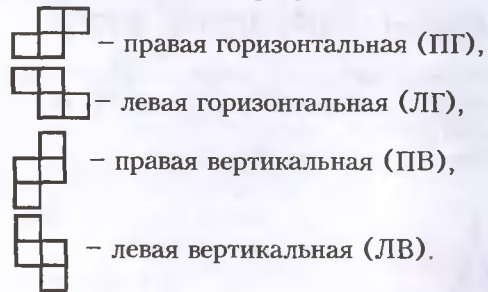 – правая горизонтальная (ПГ),
– левая горизонтальная (ЛГ),
– правая вертикальная (ПВ),
– левая вертикальная (ЛВ).